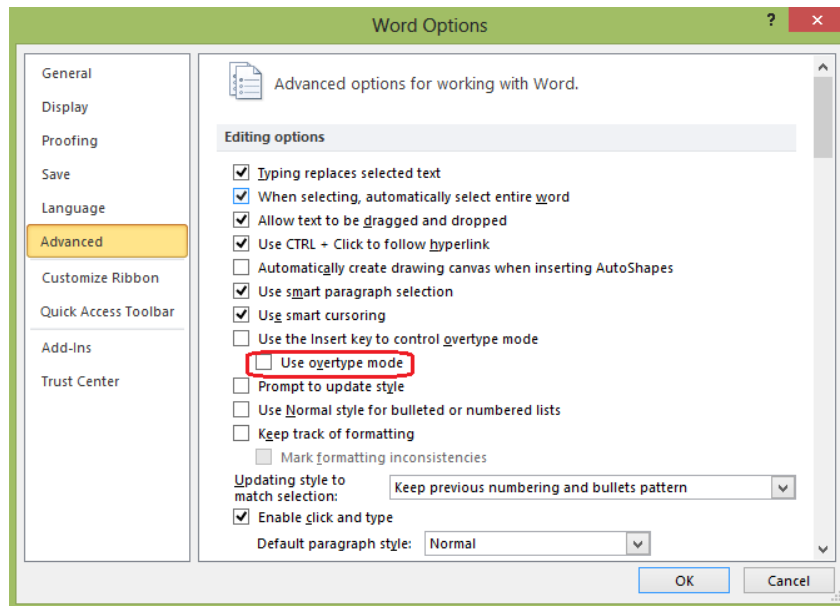 Word Options
?
×
General
Display
Proofing
Save
Language
Advanced
Customize Ribbon
Quick Access Toolbar
Add-Ins
Trust Center
Advanced options for working with Word.
Editing options
Typing replaces selected text
When selecting, automatically select entire word
Allow text to be dragged and dropped
Use CTRL + Click to follow hyperlink
Automatically create drawing canvas when inserting AutoShapes
Use smart paragraph selection
Use smart cursoring
Use the Insert key to control overtype mode
Use overtype mode
Prompt to update style
Use Normal style for bulleted or numbered lists
Keep track of formatting
Mark formatting inconsistencies
Updating style to
match selection:
Keep previous numbering and bullets pattern
Enable click and type
Default paragraph style: Normal
OK Cancel